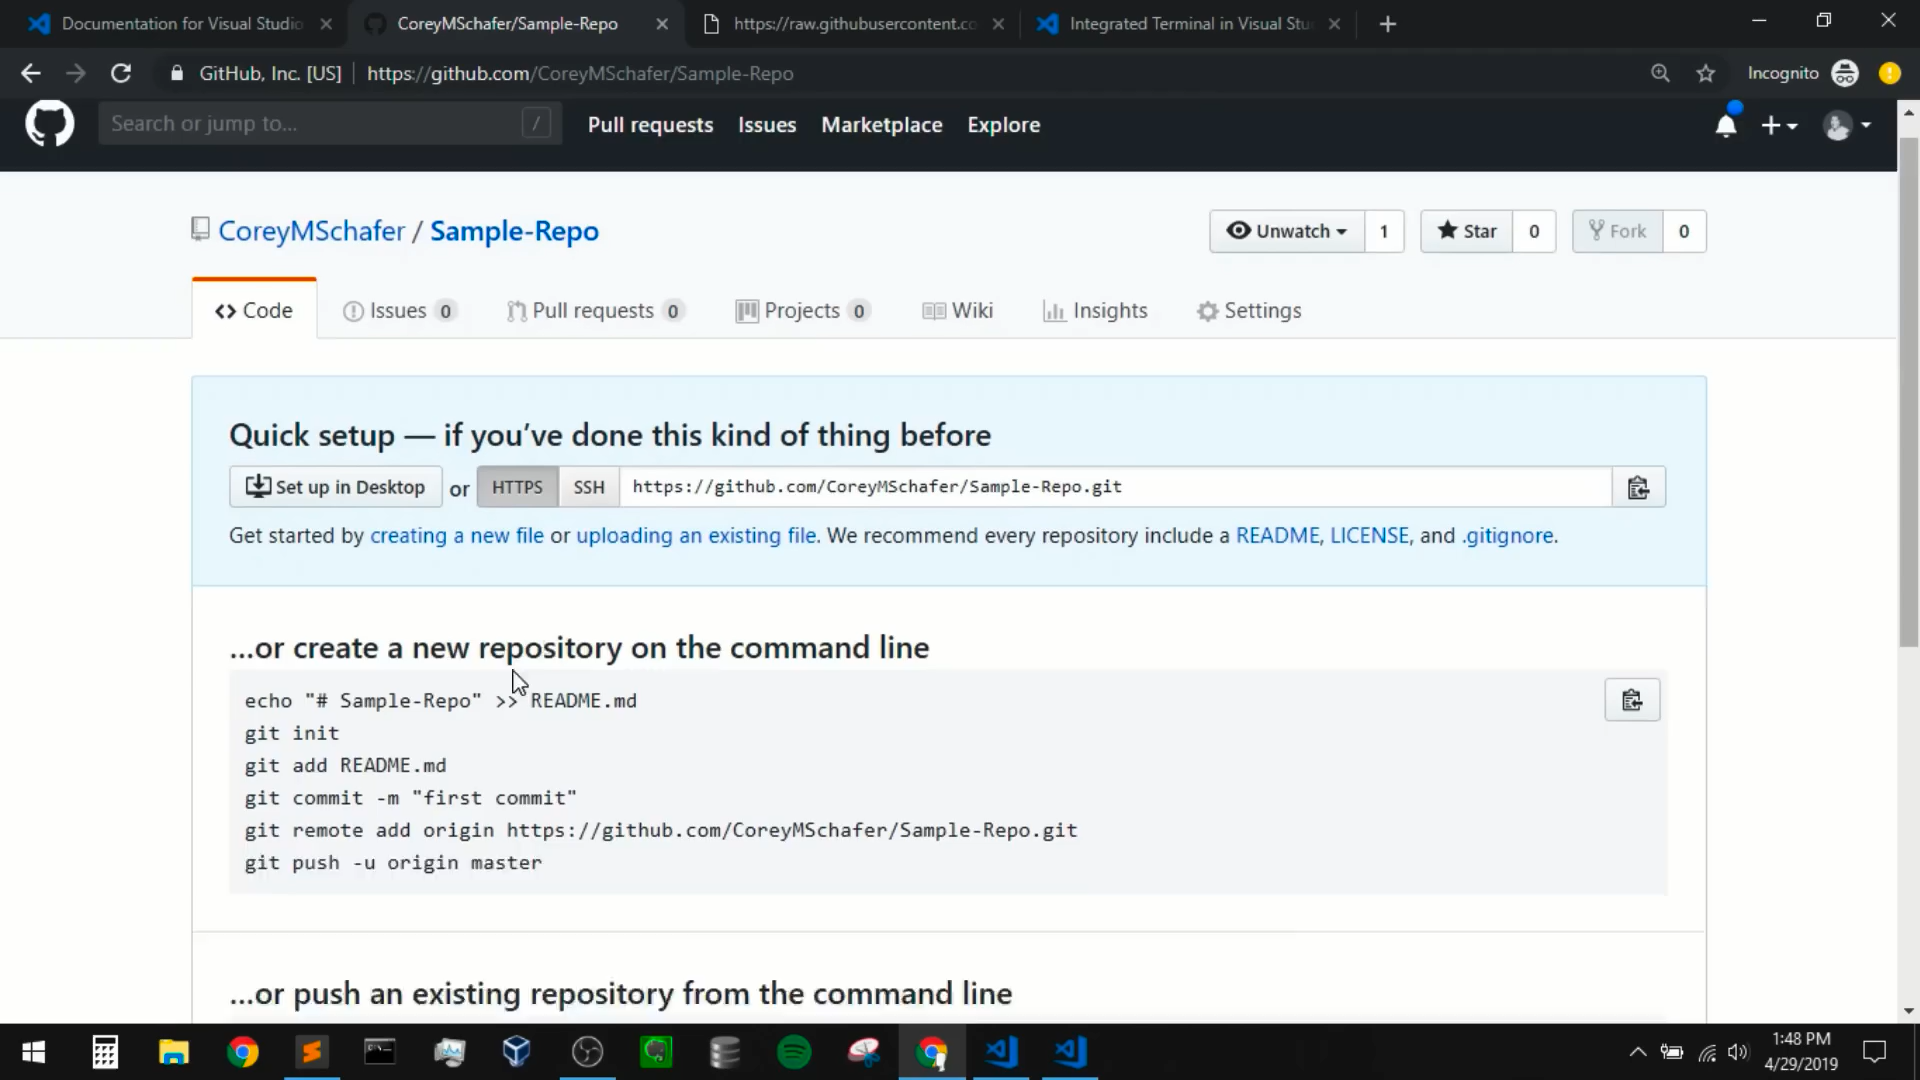 Documentation for Visual Studio
CoreyMSchafer/Sample-Repo
https://raw.githubusercontent.co
Integrated Terminal in Visual Stu
GitHub, Inc. [US] https://github.com/CoreyMSchafer/Sample-Repo Incognito
Search or jump to... / Pull requests Issues Marketplace Explore
CoreyMSchafer / Sample-Repo Unwatch 1 Star 0 Fork 0
<> Code Issues 0 Pull requests 0 Projects 0 Wiki Insights Settings
Quick setup — if you've done this kind of thing before
Set up in Desktop or HTTPS SSH https://github.com/CoreyMSchafer/Sample-Repo.git
Get started by creating a new file or uploading an existing file. We recommend every repository include a README, LICENSE, and .gitignore.
...or create a new repository on the command line
echo "# Sample-Repo" >> README.md
git init
git add README.md
git commit -m "first commit"
git remote add origin https://github.com/CoreyMSchafer/Sample-Repo.git
git push -u origin master
...or push an existing repository from the command line
1:48 PM
4/29/2019